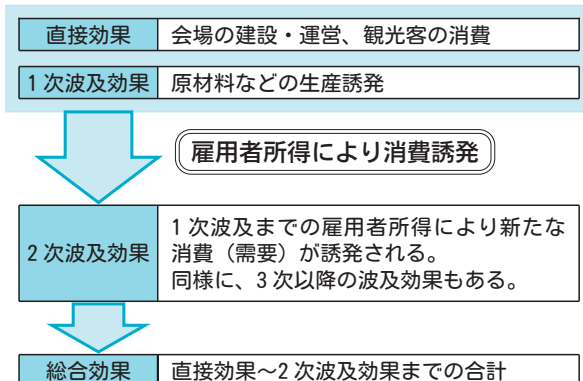 直接効果 会場の建設・運営、観光客の消費
1次波及効果 原材料などの生産誘発
雇用者所得により消費誘発
2次波及効果
1次波及までの雇用者所得により新たな
消費（需要）が誘発される。
同様に、3次以降の波及効果もある。
総合効果 直接効果～2次波及効果までの合計